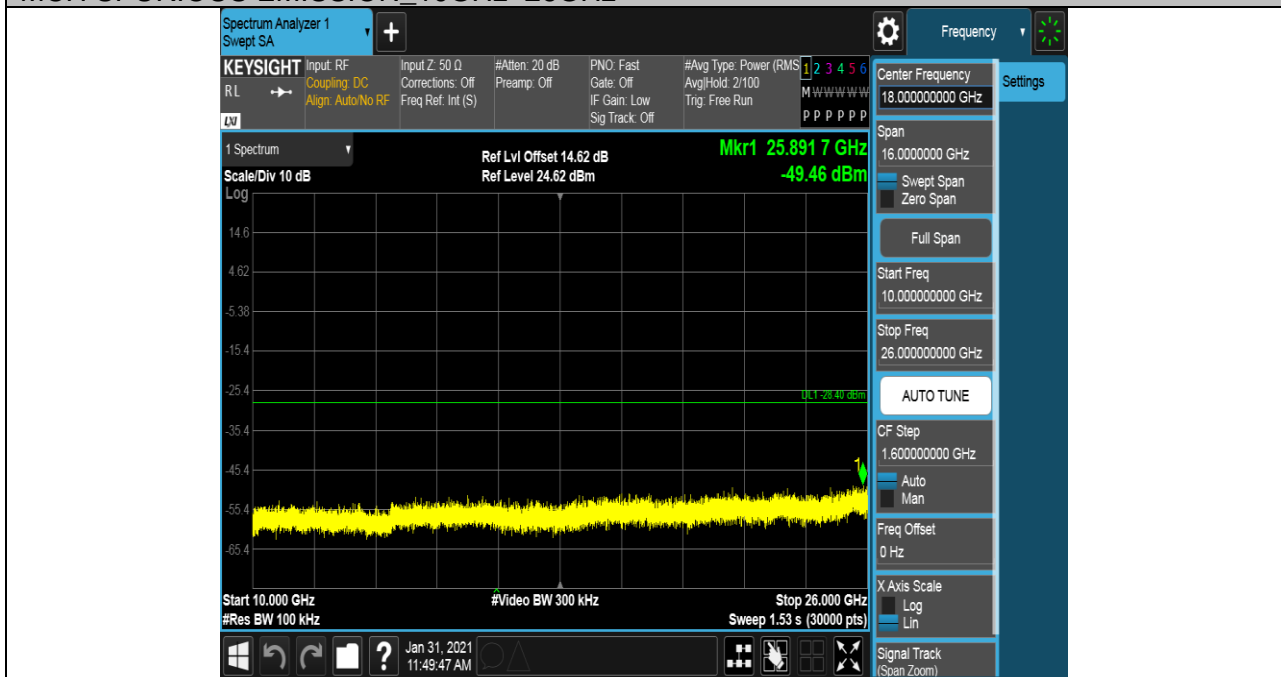 Spectrum Analyzer 1
Swept SA
Frequency
KEYSIGHT
RL
LXI
Input: RF
Coupling: DC
Align: Auto/No RF
Input Z: 50 Ω
Corrections: Off
Freq Ref: Int (S)
#Atten: 20 dB
Preamp: Off
PNO: Fast
Gate: Off
IF Gain: Low
Sig Track: Off
#Avg Type: Power (RMS
Avg|Hold: 2/100
Trig: Free Run
1 2 3 4 5 6
M W W W W W
P P P P P P
1 Spectrum
Scale/Div 10 dB
Log
Ref Lvl Offset 14.62 dB
Ref Level 24.62 dBm
Mkr1 25.891 7 GHz
-49.46 dBm
14.6
4.62
-5.38
-15.4
-25.4
-35.4
-45.4
-55.4
-65.4
DL1 -28.40 dBm
1
Start 10.000 GHz
#Res BW 100 kHz
#Video BW 300 kHz
Stop 26.000 GHz
Sweep 1.53 s (30000 pts)
Jan 31, 2021
11:49:47 AM
Center Frequency
18.000000000 GHz
Span
16.0000000 GHz
Swept Span
Zero Span
Full Span
Start Freq
10.000000000 GHz
Stop Freq
26.000000000 GHz
AUTO TUNE
CF Step
1.600000000 GHz
Auto
Man
Freq Offset
0 Hz
X Axis Scale
Log
Lin
Signal Track
(Span Zoom)
Settings